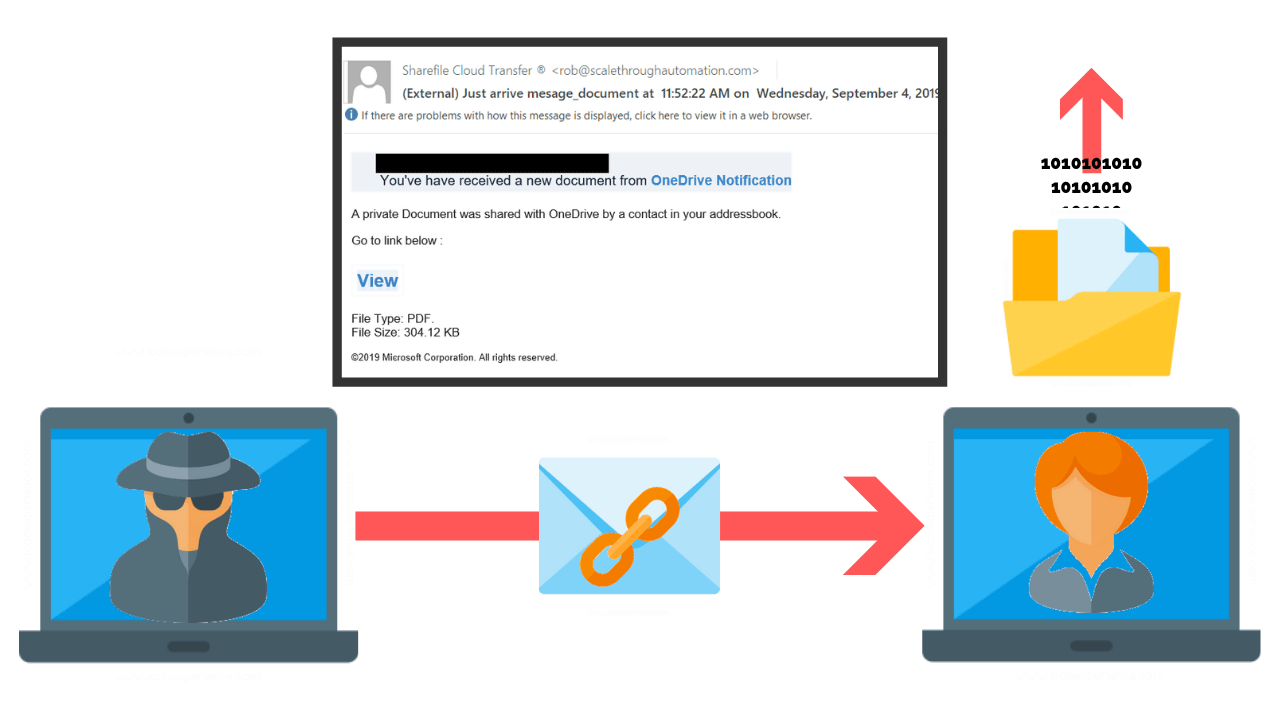 Sharefile Cloud Transfer ® <rob@scalethroughautomation.com>
(External) Just arrive mesage_document at 11:52:22 AM on Wednesday, September 4, 2019
If there are problems with how this message is displayed, click here to view it in a web browser.
You've have received a new document from OneDrive Notification
A private Document was shared with OneDrive by a contact in your addressbook.
Go to link below :
View
File Type: PDF.
File Size: 304.12 KB
©2019 Microsoft Corporation. All rights reserved.
1010101010
10101010
101010